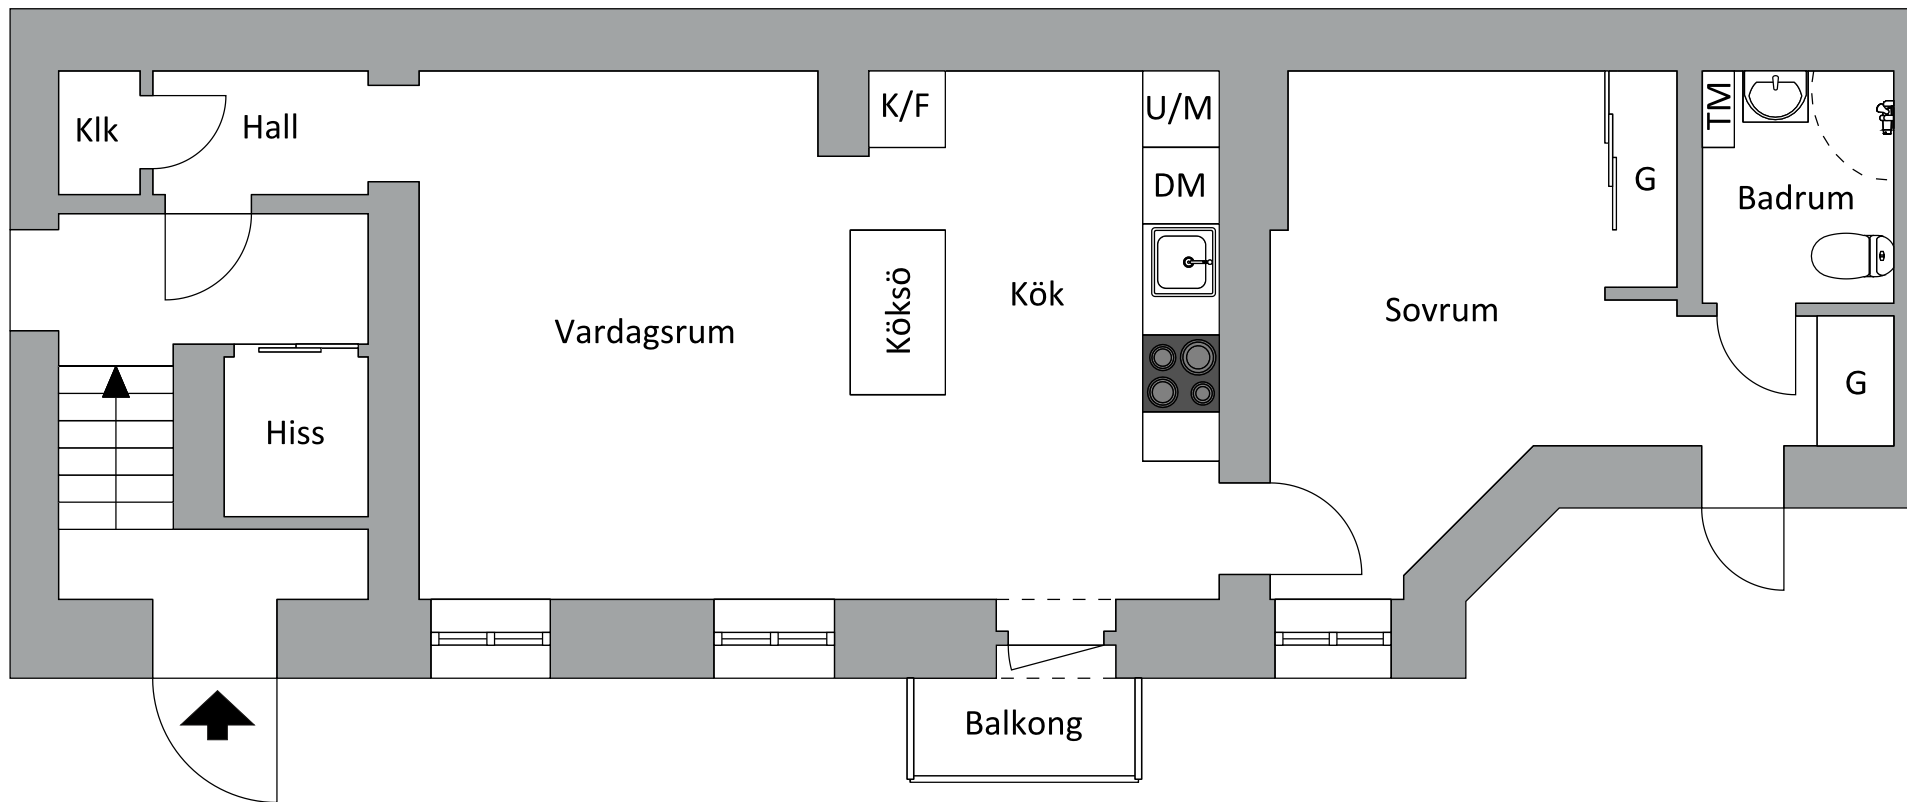 Klk
Hall
K/F
U/M
DM
TM
G
Badrum
Köksö
Kök
Vardagsrum
Sovrum
G
Hiss
Balkong